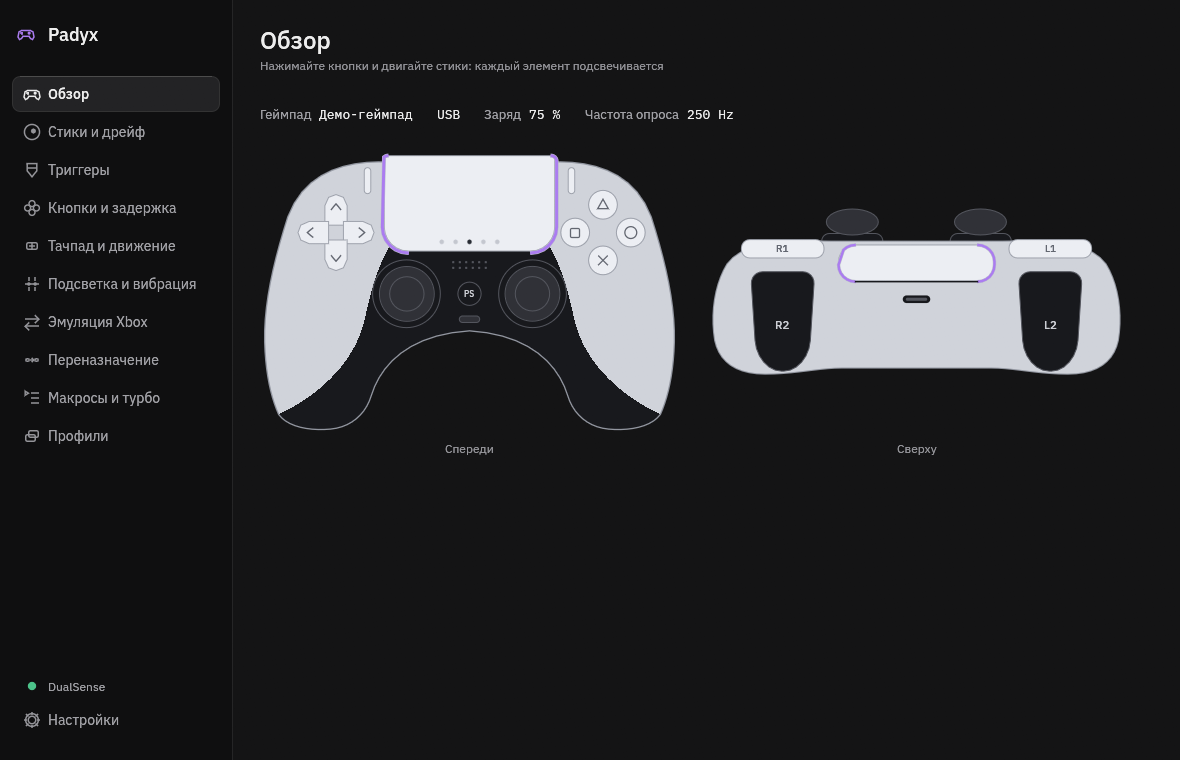 Padyx
Обзор
Стики и дрейф
Триггеры
Кнопки и задержка
Тачпад и движение
Подсветка и вибрация
Эмуляция Xbox
Переназначение
Макросы и турбо
Профили
DualSense
Настройки
Обзор
Нажимайте кнопки и двигайте стики: каждый элемент подсвечивается
Геймпад Демо-геймпад USB Заряд 75 % Частота опроса 250 Hz
PS
Спереди
R1 L1
R2 L2
Сверху